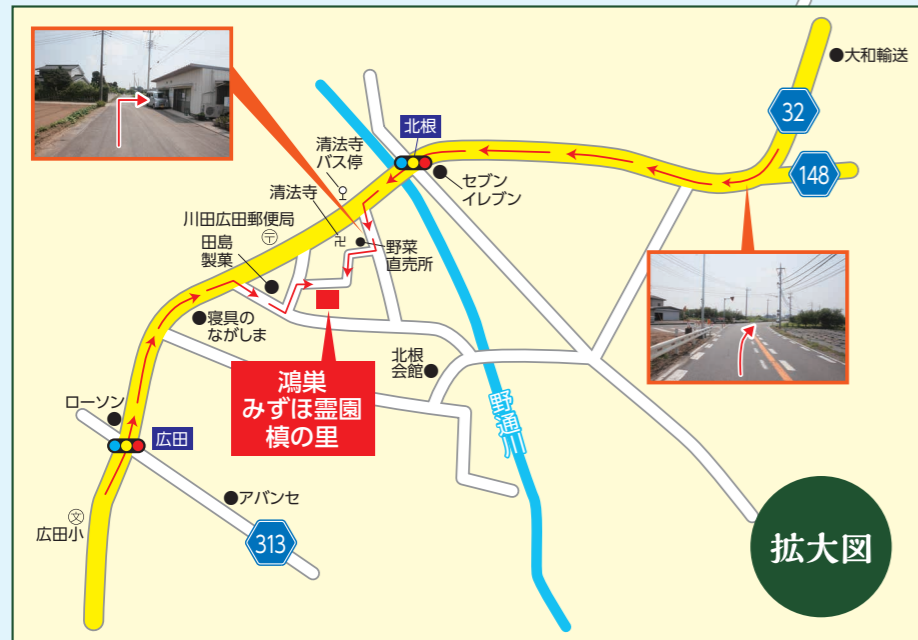 大和輸送
32
148
北根
清法寺
バス停
セブン
イレブン
清法寺
川田広田郵便局
〒
卍
野菜
直売所
田島
製菓
寝具の
ながしま
鴻巣
みずほ霊園
槙の里
北根
会館
野通川
ローソン
広田
アバンセ
文
広田小
313
拡大図